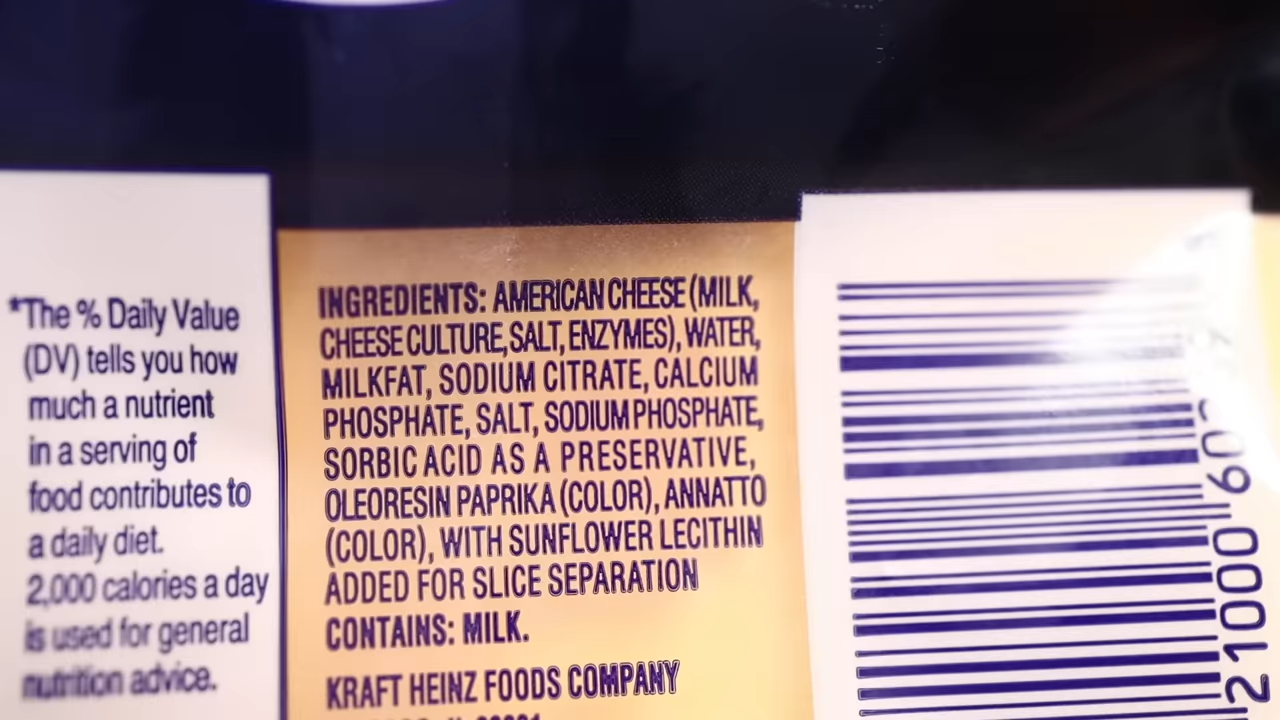 *The % Daily Value
(DV) tells you how
much a nutrient
in a serving of
food contributes to
a daily diet.
2,000 calories a day
is used for general
nutrition advice.
INGREDIENTS: AMERICAN CHEESE (MILK,
CHEESE CULTURE, SALT, ENZYMES), WATER,
MILKFAT, SODIUM CITRATE, CALCIUM
PHOSPHATE, SALT, SODIUM PHOSPHATE,
SORBIC ACID AS A PRESERVATIVE,
OLEORESIN PAPRIKA (COLOR), ANNATTO
(COLOR), WITH SUNFLOWER LECITHIN
ADDED FOR SLICE SEPARATION
CONTAINS: MILK.
KRAFT HEINZ FOODS COMPANY
21000 60